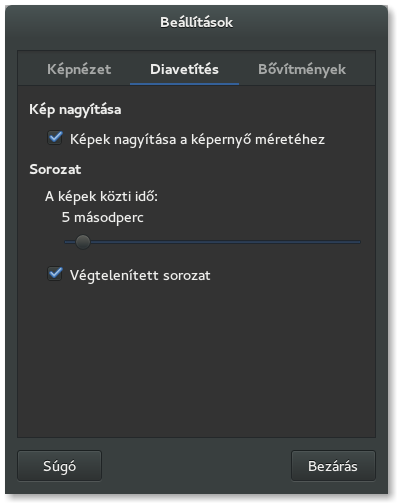 Beállítások
Képnézet Diavetítés Bővítmények
Kép nagyítása
Képek nagyítása a képernyő méretéhez
Sorozat
A képek közti idő:
5 másodperc
Végtelenített sorozat
Súgó Bezárás